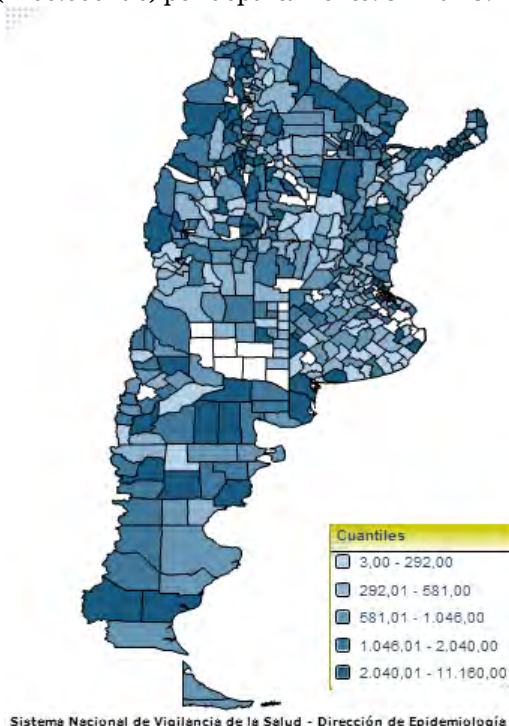 Cuantiles
3,00 - 292,00
292,01 - 581,00
581,01 - 1.046,00
1.046,01 - 2.040,00
2.040,01 - 11.160,00
Sistema Nacional de Vigilancia de la Salud - Dirección de Epidemiología